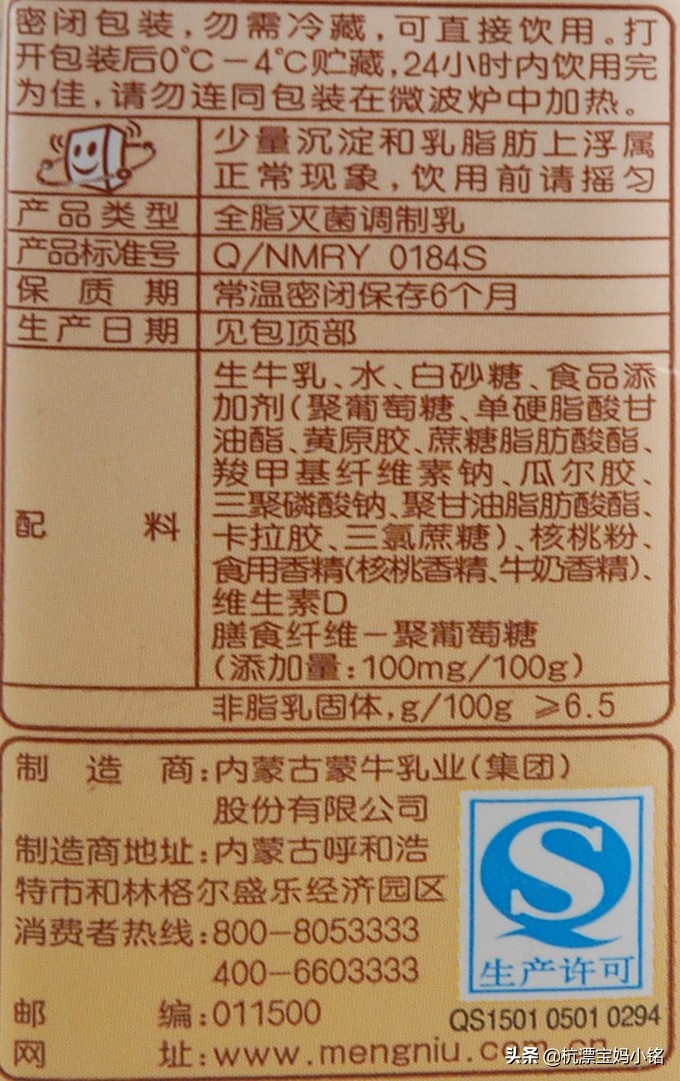 密闭包装，勿需冷藏，可直接饮用。打
开包装后0℃－4℃贮藏，24小时内饮用完
为佳，请勿连同包装在微波炉中加热。
少量沉淀和乳脂肪上浮属
正常现象，饮用前请摇匀
产品类型 全脂灭菌调制乳
产品标准号 Q/NMRY 0184S
保质期 常温密闭保存6个月
生产日期 见包顶部
配料 生牛乳、水、白砂糖、食品添
加剂(聚葡萄糖、单硬脂酸甘
油酯、黄原胶、蔗糖脂肪酸酯、
羧甲基纤维素钠、瓜尔胶、
三聚磷酸钠、聚甘油脂肪酸酯、
卡拉胶、三氯蔗糖)、核桃粉、
食用香精(核桃香精、牛奶香精)、
维生素D
膳食纤维－聚葡萄糖
(添加量：100mg/100g)
非脂乳固体，g/100g ≥6.5
制造商：内蒙古蒙牛乳业(集团)
股份有限公司
制造商地址：内蒙古呼和浩
特市和林格尔盛乐经济园区
消费者热线：800－8053333
400－6603333
邮编：011500
网址：www.mengniu.com.cn
S
生产许可
QS1501 0501 0294
头条 @杭漂宝妈小铭